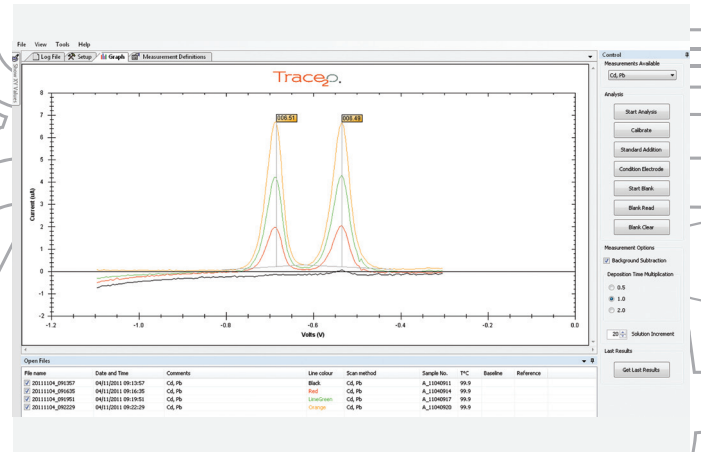 File View Tools Help
Log File Setup Graph Measurement Definitions
Show XY Values
Trace2o.
Current (uA)
8
7
6
5
4
3
2
1
0
-1
-2
006.51
006.49
-1.2 -1.0 -0.8 -0.6 -0.4 -0.2 0.0
Volts (V)
Control
Measurements Available
Cd, Pb
Analysis
Start Analysis
Calibrate
Standard Addition
Condition Electrode
Start Blank
Blank Read
Blank Clear
Measurement Options
Background Subtraction
Deposition Time Multiplication
0.5
1.0
2.0
20 Solution Increment
Last Results
Get Last Results
Open Files
File name Date and Time Comments Line colour Scan method Sample No. T°C Baseline Reference
20111104_091357 04/11/2011 09:13:57 Cd, Pb Black Cd, Pb A_11040911 99.9
20111104_091635 04/11/2011 09:16:35 Cd, Pb Red Cd, Pb A_11040914 99.9
20111104_091951 04/11/2011 09:19:51 Cd, Pb LimeGreen Cd, Pb A_11040917 99.9
20111104_092229 04/11/2011 09:22:29 Cd, Pb Orange Cd, Pb A_11040920 99.9